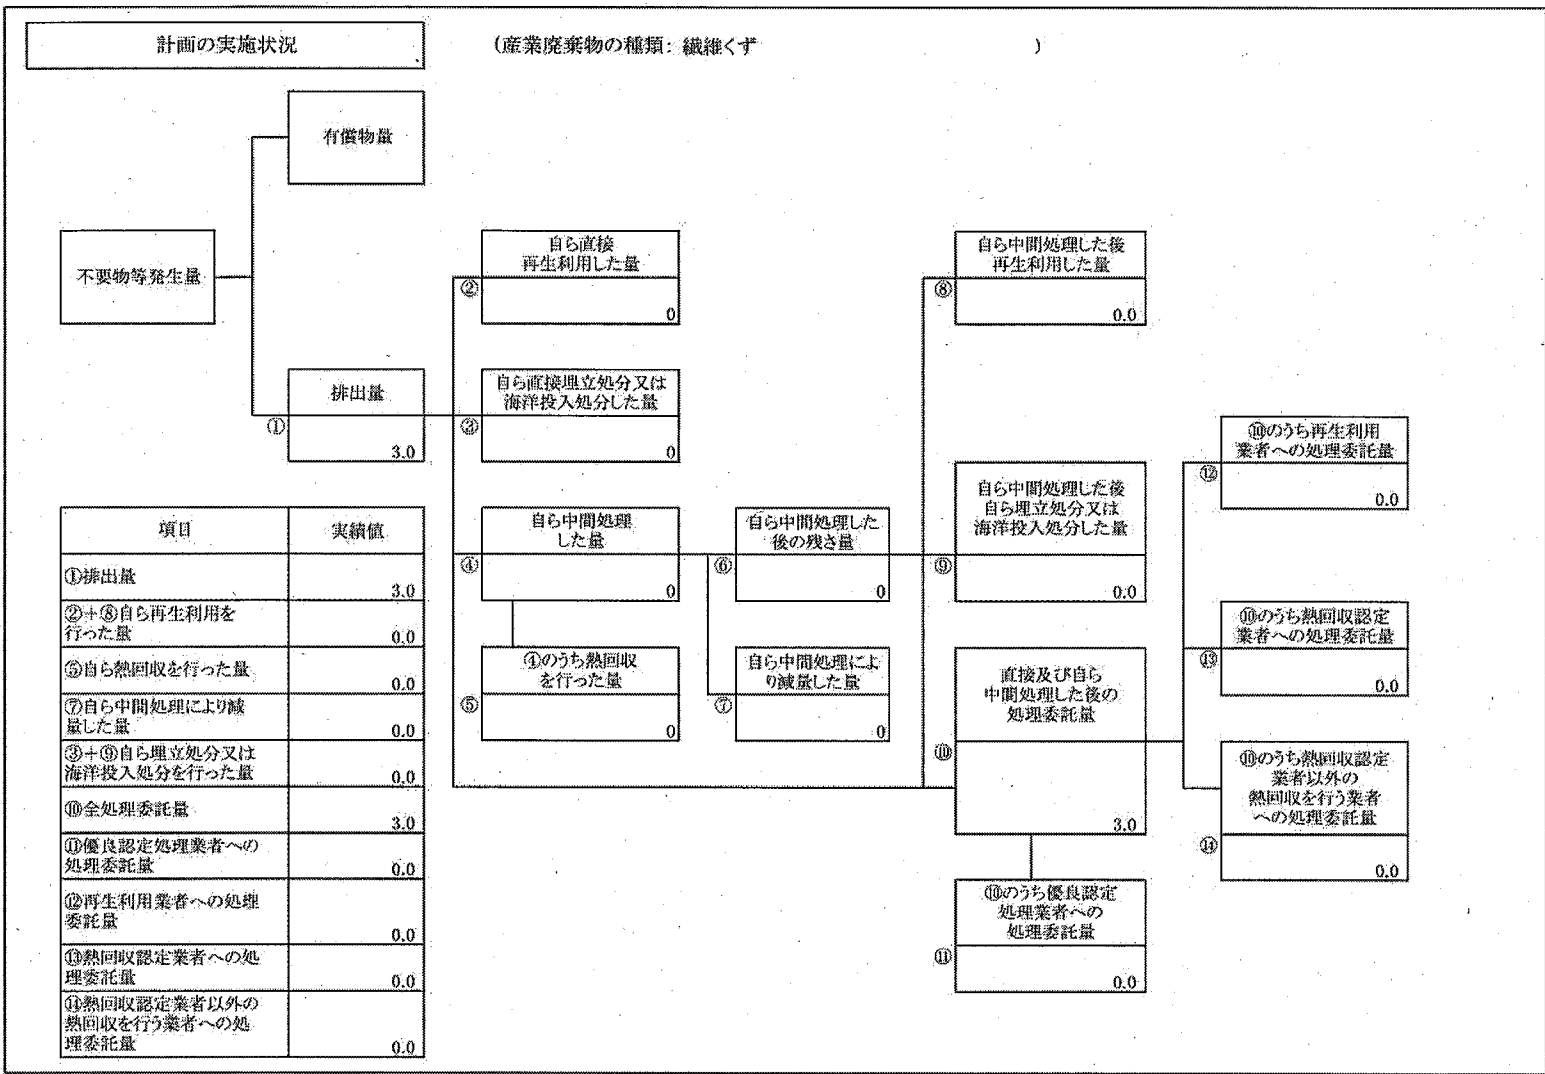 計画の実施状況
(産業廃棄物の種類: 繊維くず )
有償物量
不要物等発生量
排出量
①
3.0
自ら直接
再生利用した量
②
0
自ら直接埋立処分又は
海洋投入処分した量
③
0
自ら中間処理
した量
④
0
④のうち熱回収
を行った量
⑤
0
自ら中間処理した
後の残さ量
⑥
0
自ら中間処理によ
り減量した量
⑦
0
自ら中間処理した後
再生利用した量
⑧
0.0
自ら中間処理した後
自ら埋立処分又は
海洋投入処分した量
⑨
0.0
直接及び自ら
中間処理した後の
処理委託量
⑩
3.0
⑩のうち優良認定
処理業者への
処理委託量
⑪
0.0
⑩のうち再生利用
業者への処理委託量
⑫
0.0
⑩のうち熱回収認定
業者への処理委託量
⑬
0.0
⑩のうち熱回収認定
業者以外の
熱回収を行う業者
への処理委託量
⑭
0.0
項目 実績値
①排出量
3.0
②+⑧自ら再生利用を
行った量
0.0
⑤自ら熱回収を行った量
0.0
⑦自ら中間処理により減
量した量
0.0
③+⑨自ら埋立処分又は
海洋投入処分を行った量
0.0
⑩全処理委託量
3.0
⑪優良認定処理業者への
処理委託量
0.0
⑫再生利用業者への処理
委託量
0.0
⑬熱回収認定業者への処
理委託量
0.0
⑭熱回収認定業者以外の
熱回収を行う業者への処
理委託量
0.0